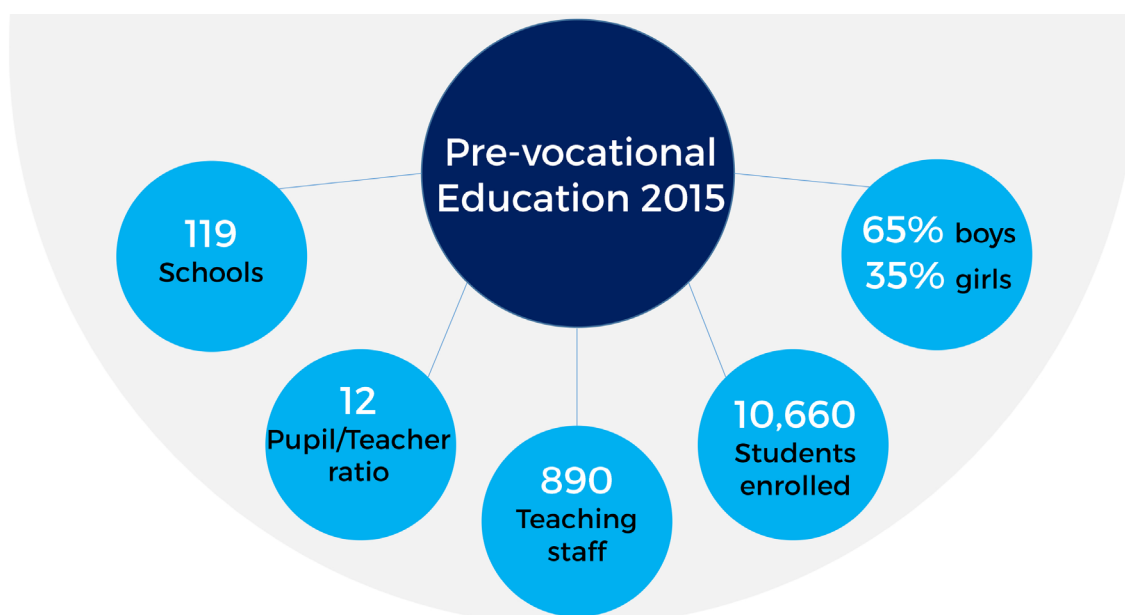 Pre-vocational
Education 2015
119
Schools
12
Pupil/Teacher
ratio
890
Teaching
staff
10,660
Students
enrolled
65% boys
35% girls